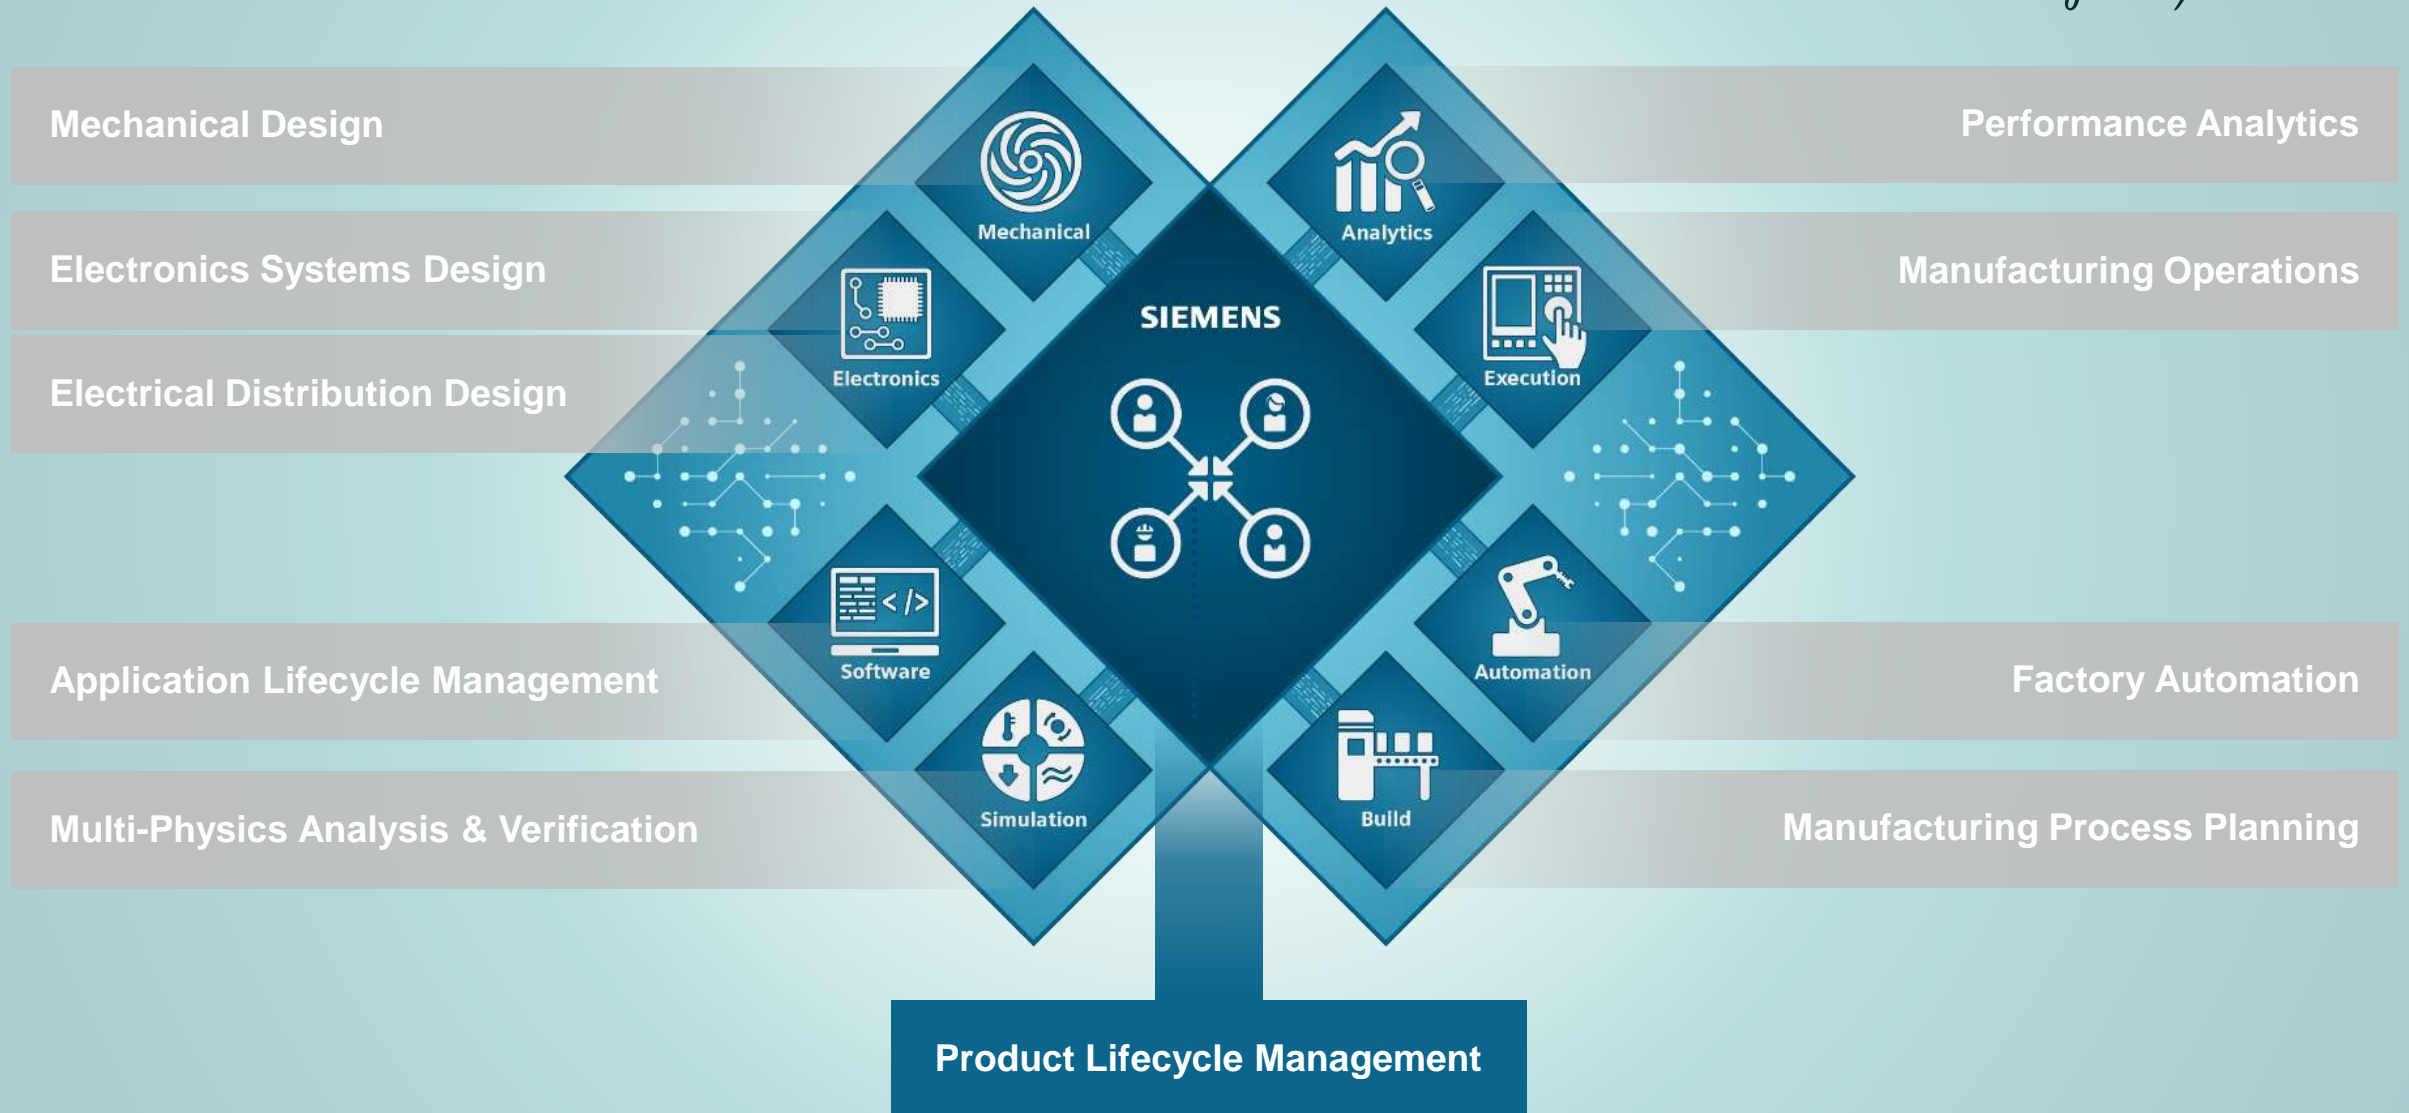 Mechanical Design
Electronics Systems Design
Electrical Distribution Design
Application Lifecycle Management
Multi-Physics Analysis & Verification
Mechanical
Electronics
Software
Simulation
SIEMENS
</>
Analytics
Execution
Automation
Build
Performance Analytics
Manufacturing Operations
Factory Automation
Manufacturing Process Planning
Product Lifecycle Management